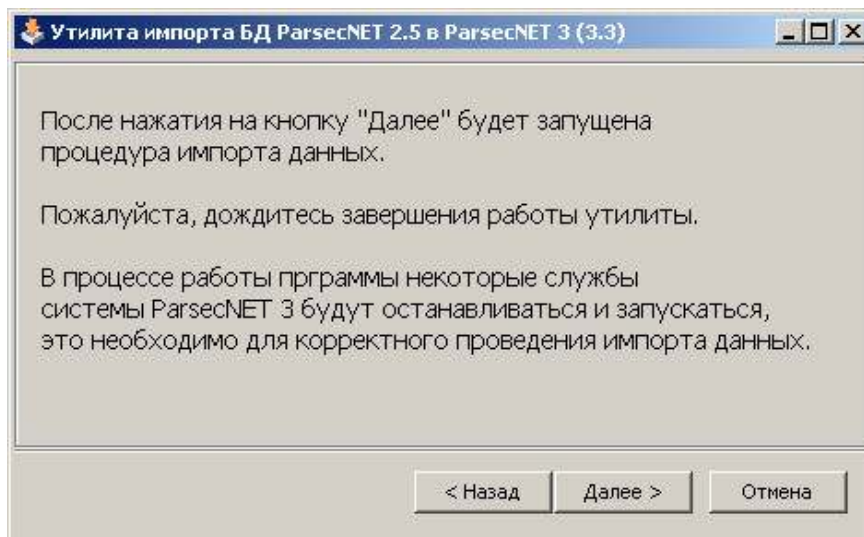 Утилита импорта БД ParsecNET 2.5 в ParsecNET 3 (3.3)
После нажатия на кнопку "Далее" будет запущена
процедура импорта данных.
Пожалуйста, дождитесь завершения работы утилиты.
В процессе работы прграммы некоторые службы
системы ParsecNET 3 будут останавливаться и запускаться,
это необходимо для корректного проведения импорта данных.
< Назад Далее > Отмена